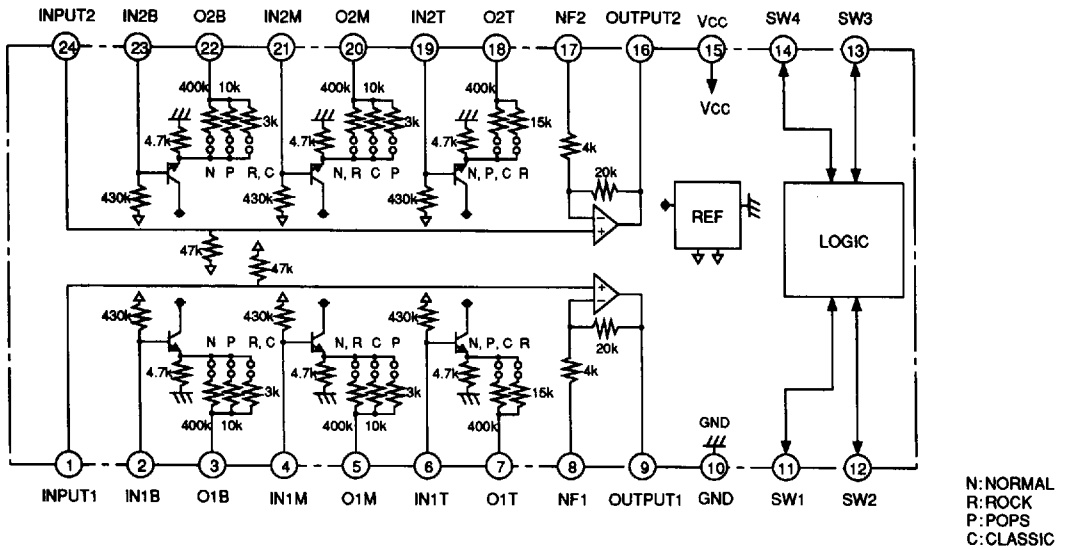 INPUT2 IN2B O2B IN2M O2M IN2T O2T NF2 OUTPUT2 VCC SW4 SW3
24 23 22 21 20 19 18 17 16 15 14 13
400k 10k 400k 10k 400k VCC
4.7k 3k 4.7k 3k 4.7k 15k 4k
N P R, C N, R C P N, P, C R 20k
430k 430k 430k
+ REF LOGIC
47k
47k
+
430k 430k 430k −
N P R, C N, R C P N, P, C R 20k
4.7k 3k 4.7k 3k 4.7k 15k 4k
400k 10k 400k 10k 400k GND
1 2 3 4 5 6 7 8 9 10 11 12
INPUT1 IN1B O1B IN1M O1M IN1T O1T NF1 OUTPUT1 GND SW1 SW2
N:NORMAL
R:ROCK
P:POPS
C:CLASSIC